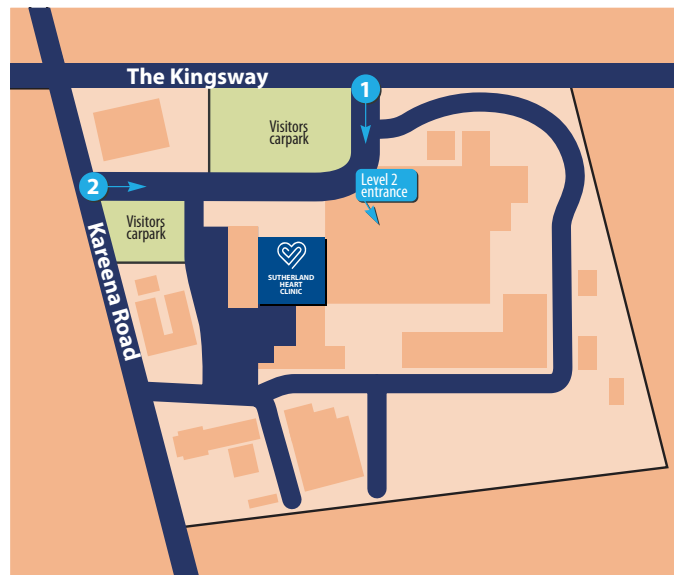 The Kingsway
1
Visitors
carpark
Level 2
entrance
2
Visitors
carpark
SUTHERLAND
HEART
CLINIC
Kareena Road